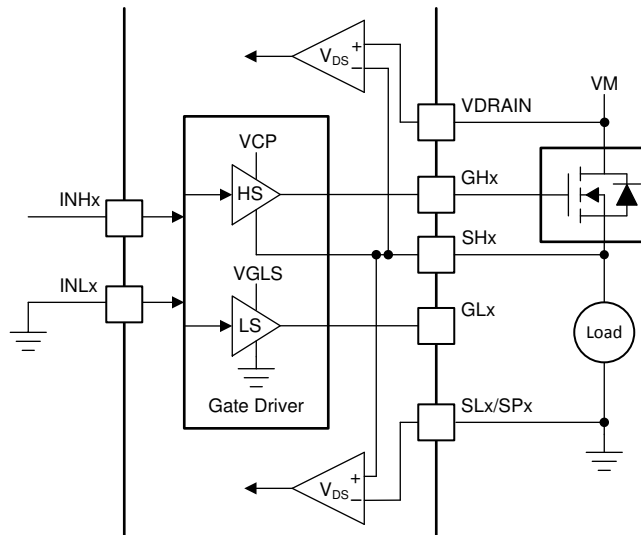 VDS
+
−
VM
VDRAIN
VCP
GHx
INHx
HS
SHx
VGLS
INLx
GLx
LS
Load
Gate Driver
SLx/SPx
VDS
+
−